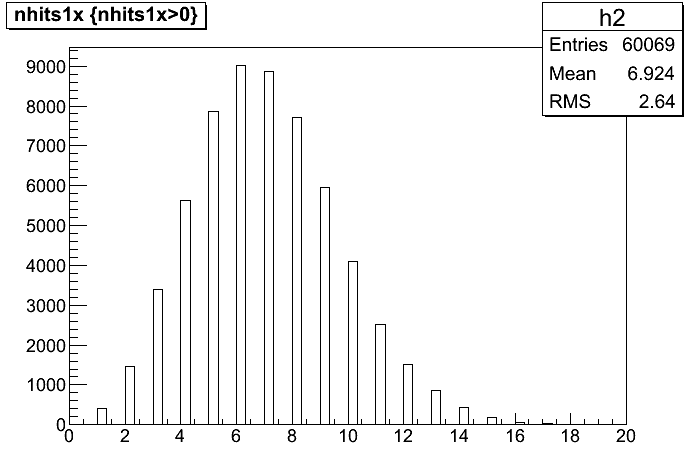 nhits1x {nhits1x>0}
h2
Entries 60069
Mean 6.924
RMS 2.64
9000
8000
7000
6000
5000
4000
3000
2000
1000
0
0 2 4 6 8 10 12 14 16 18 20